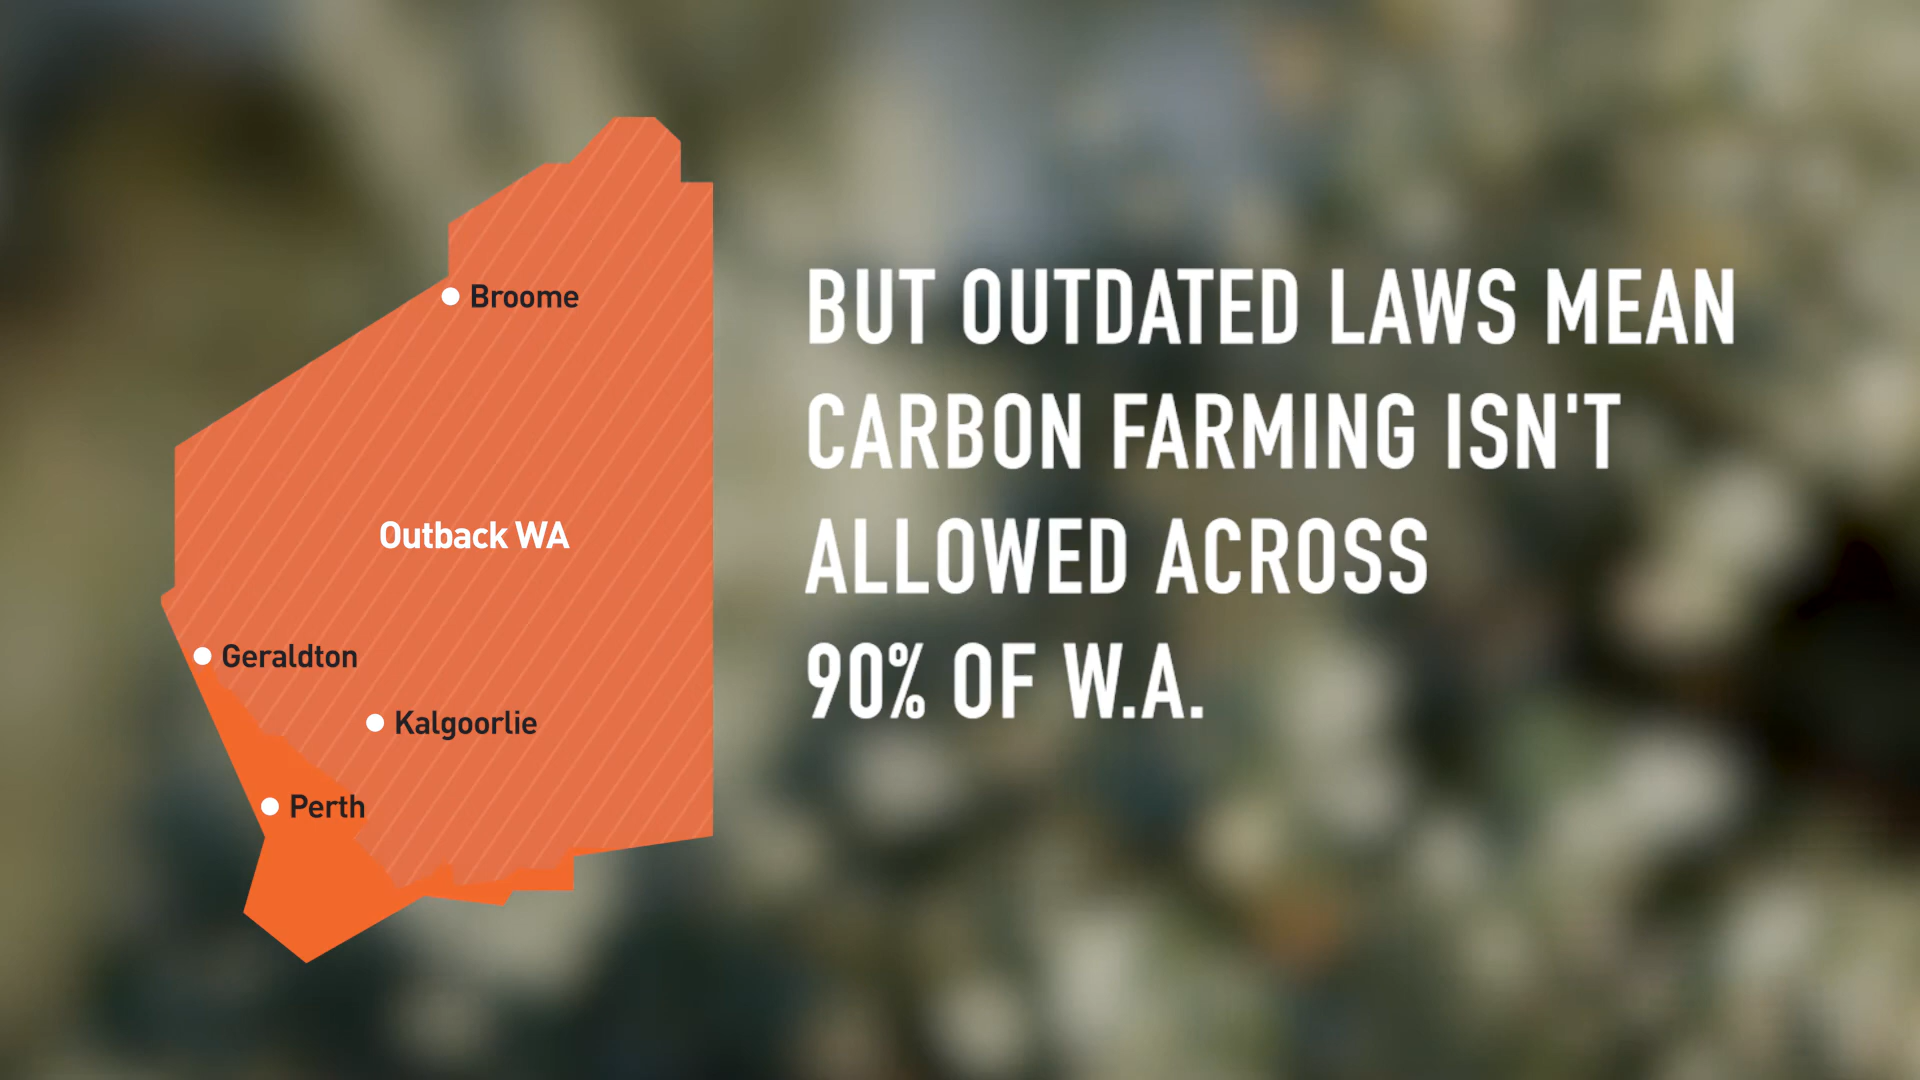 Broome
Outback WA
Geraldton
Kalgoorlie
Perth
BUT OUTDATED LAWS MEAN
CARBON FARMING ISN'T
ALLOWED ACROSS
90% OF W.A.